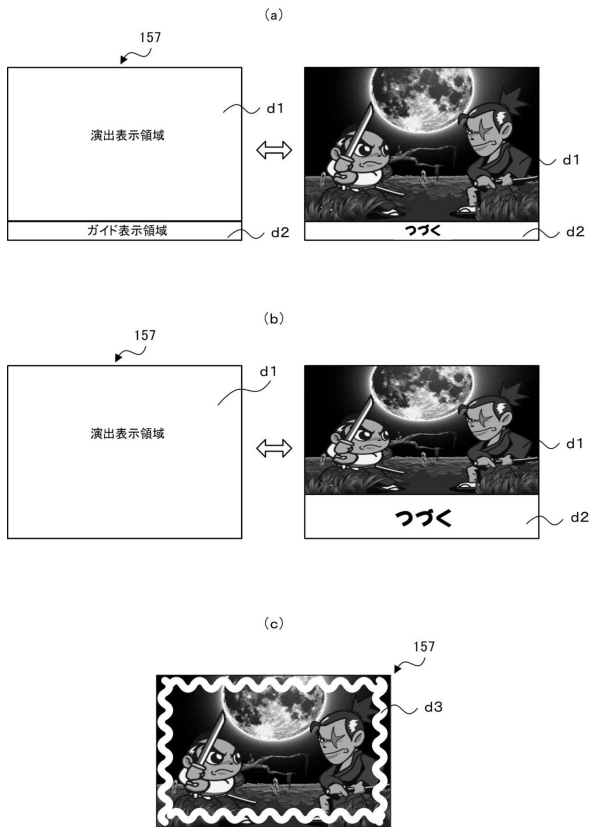 (a)
157
演出表示領域
d1
ガイド表示領域
d2
d1
つづく
d2
(b)
157
d1
演出表示領域
d1
つづく
d2
(c)
157
d3